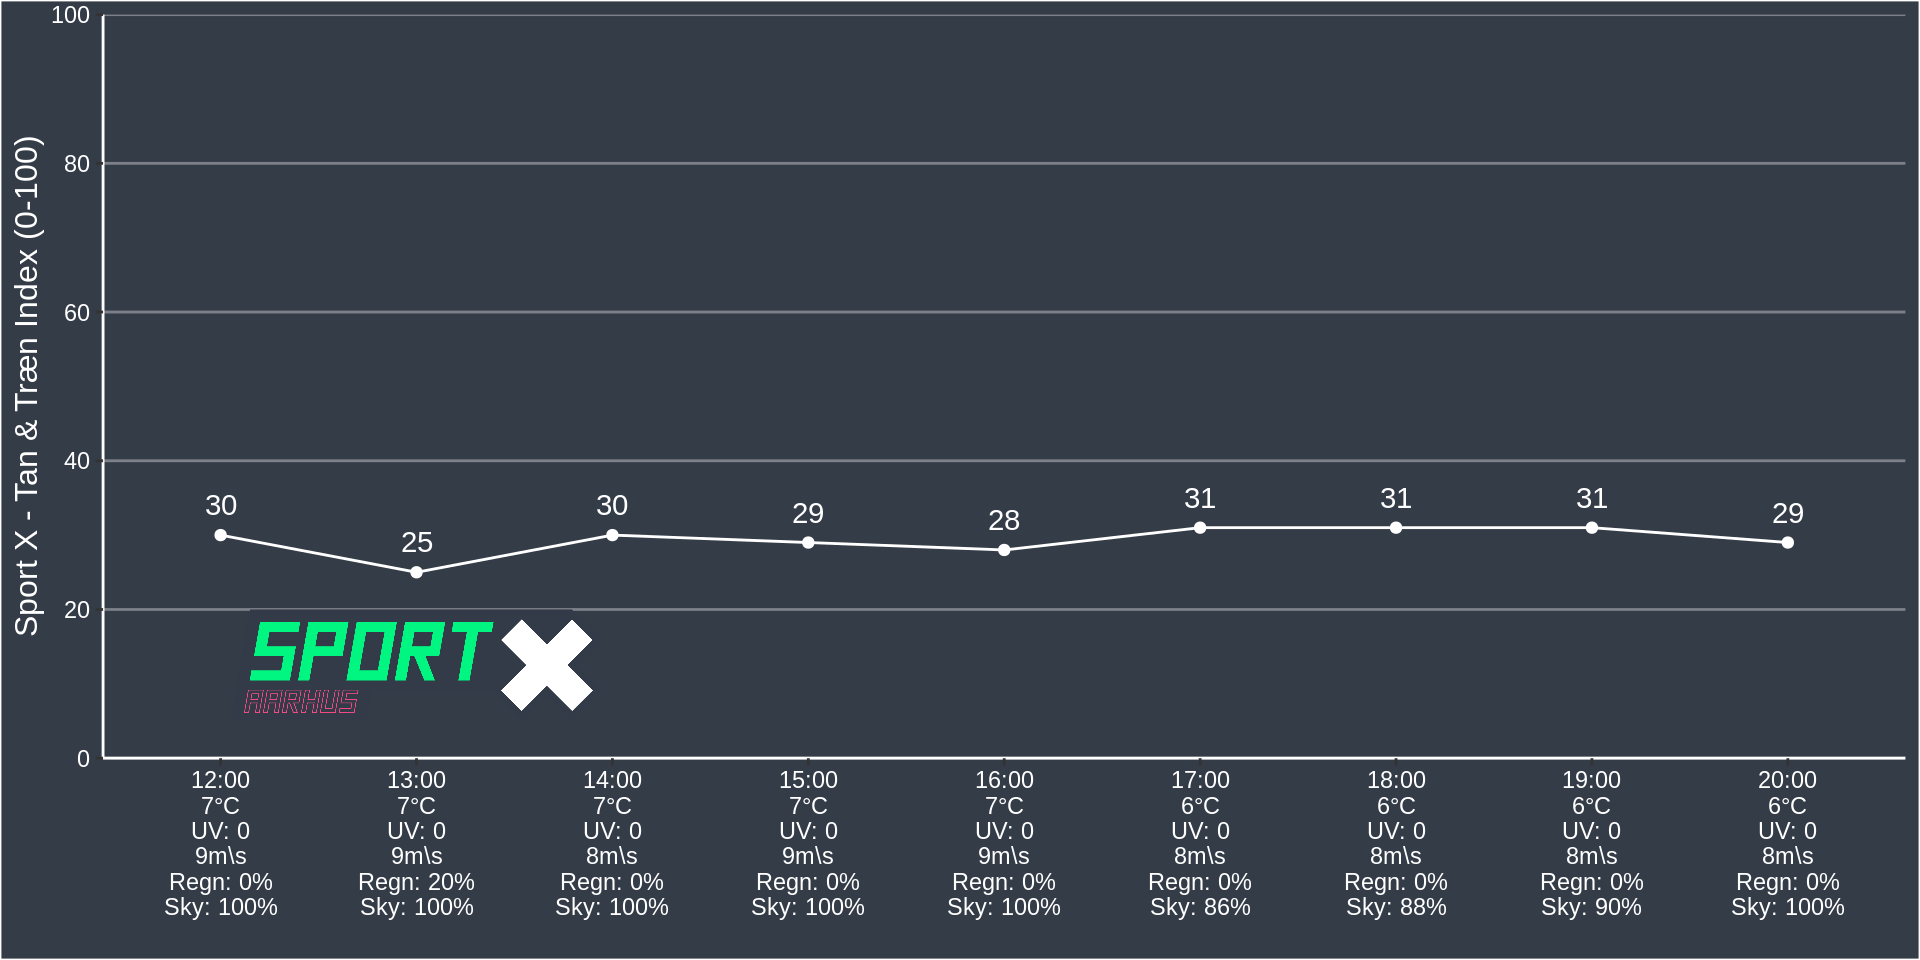 Sport X - Tan & Træn Index (0-100)
100
80
60
40
20
0
30
25
30
29
28
31
31
31
29
SPORT X
AARHUS
12:00
7°C
UV: 0
9m\s
Regn: 0%
Sky: 100%
13:00
7°C
UV: 0
9m\s
Regn: 20%
Sky: 100%
14:00
7°C
UV: 0
8m\s
Regn: 0%
Sky: 100%
15:00
7°C
UV: 0
9m\s
Regn: 0%
Sky: 100%
16:00
7°C
UV: 0
9m\s
Regn: 0%
Sky: 100%
17:00
6°C
UV: 0
8m\s
Regn: 0%
Sky: 86%
18:00
6°C
UV: 0
8m\s
Regn: 0%
Sky: 88%
19:00
6°C
UV: 0
8m\s
Regn: 0%
Sky: 90%
20:00
6°C
UV: 0
8m\s
Regn: 0%
Sky: 100%